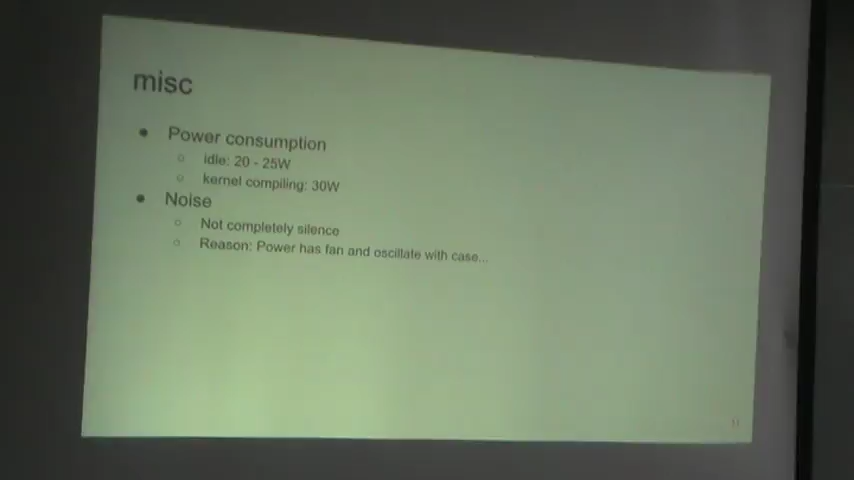 misc
● Power consumption
○ idle: 20 - 25W
○ kernel compiling: 30W
● Noise
○ Not completely silence
○ Reason: Power has fan and oscillate with case...
11